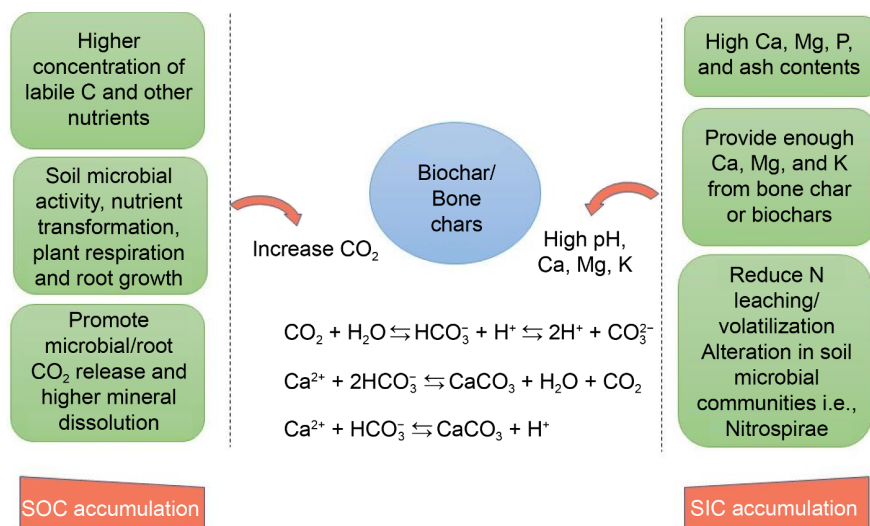 Higher
concentration of
labile C and other
nutrients
Soil microbial
activity, nutrient
transformation,
plant respiration
and root growth
Promote
microbial/root
CO₂ release and
higher mineral
dissolution
SOC accumulation
Biochar/
Bone
chars
Increase CO₂
High pH,
Ca, Mg, K
CO₂ + H₂O ⇆ HCO₃⁻ + H⁺ ⇆ 2H⁺ + CO₃²⁻
Ca²⁺ + 2HCO₃⁻ ⇆ CaCO₃ + H₂O + CO₂
Ca²⁺ + HCO₃⁻ ⇆ CaCO₃ + H⁺
High Ca, Mg, P,
and ash contents
Provide enough
Ca, Mg, and K
from bone char
or biochars
Reduce N
leaching/
volatilization
Alteration in soil
microbial
communities i.e.,
Nitrospirae
SIC accumulation